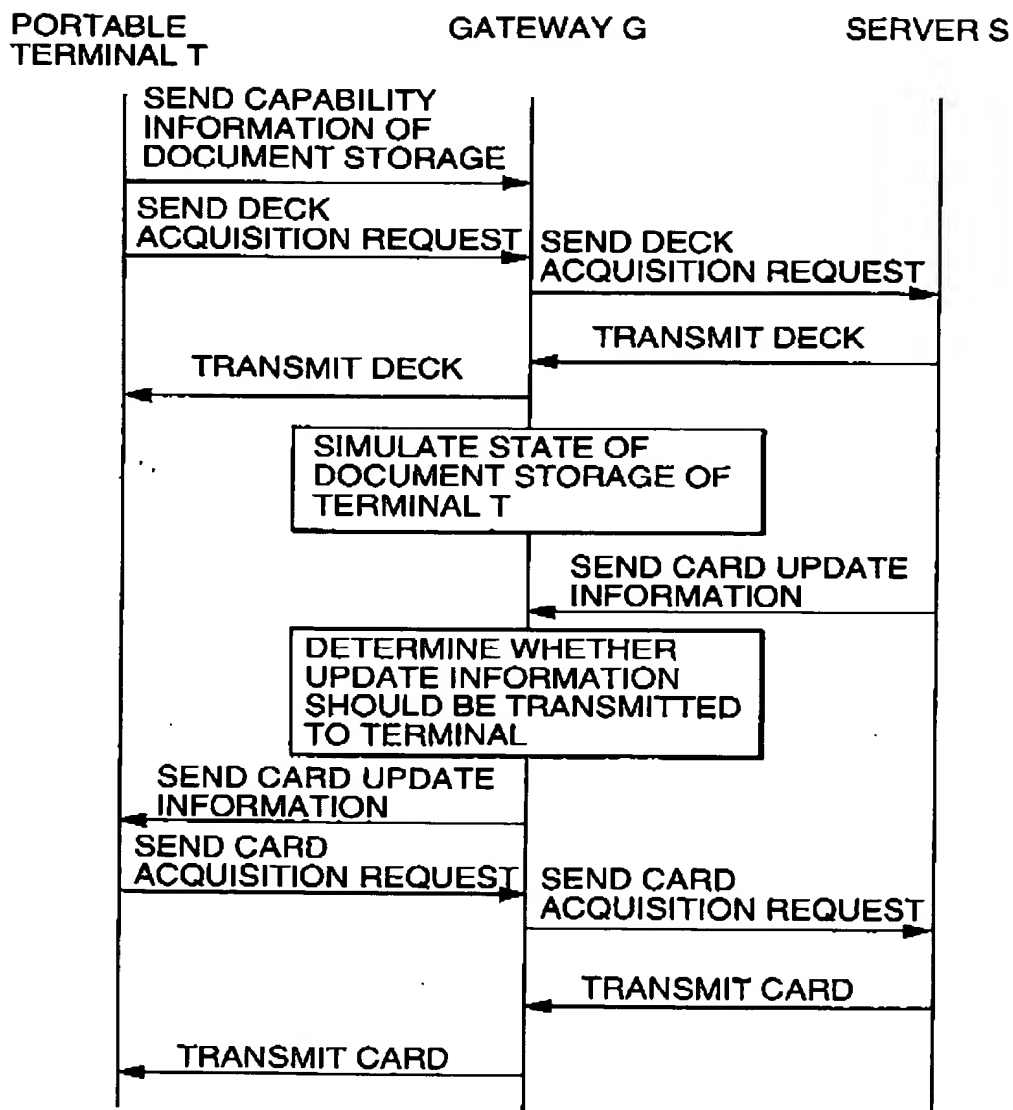 PORTABLE
TERMINAL T
GATEWAY G
SERVER S
SEND CAPABILITY
INFORMATION OF
DOCUMENT STORAGE
SEND DECK
ACQUISITION REQUEST
SEND DECK
ACQUISITION REQUEST
TRANSMIT DECK
TRANSMIT DECK
SIMULATE STATE OF
DOCUMENT STORAGE OF
TERMINAL T
SEND CARD UPDATE
INFORMATION
DETERMINE WHETHER
UPDATE INFORMATION
SHOULD BE TRANSMITTED
TO TERMINAL
SEND CARD UPDATE
INFORMATION
SEND CARD
ACQUISITION REQUEST
SEND CARD
ACQUISITION REQUEST
TRANSMIT CARD
TRANSMIT CARD